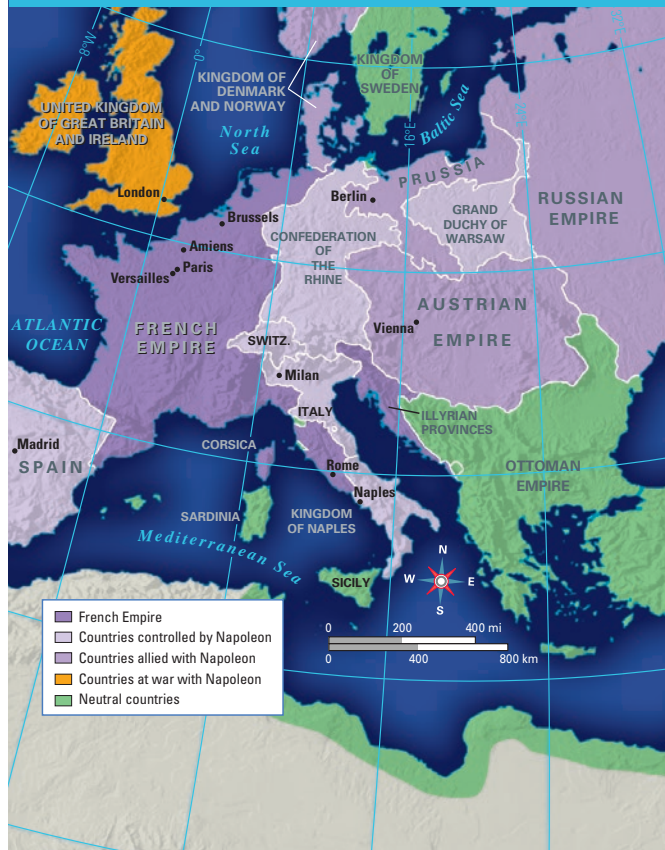 8°W
0°
32°E
KINGDOM OF
DENMARK
AND NORWAY
KINGDOM
OF
SWEDEN
UNITED KINGDOM
OF GREAT BRITAIN
AND IRELAND
North
Sea
Baltic Sea
16°E
24°E
London
Berlin
PRUSSIA
RUSSIAN
EMPIRE
Brussels
GRAND
DUCHY OF
WARSAW
CONFEDERATION
OF
THE
RHINE
Amiens
Paris
Versailles
ATLANTIC
OCEAN
FRENCH
EMPIRE
AUSTRIAN
EMPIRE
Vienna
SWITZ.
Milan
ITALY
ILLYRIAN
PROVINCES
Madrid
SPAIN
CORSICA
Rome
OTTOMAN
EMPIRE
Naples
SARDINIA
KINGDOM
OF NAPLES
Mediterranean Sea
SICILY
N
W
E
S
French Empire
Countries controlled by Napoleon
Countries allied with Napoleon
Countries at war with Napoleon
Neutral countries
0 200 400 mi
0 400 800 km